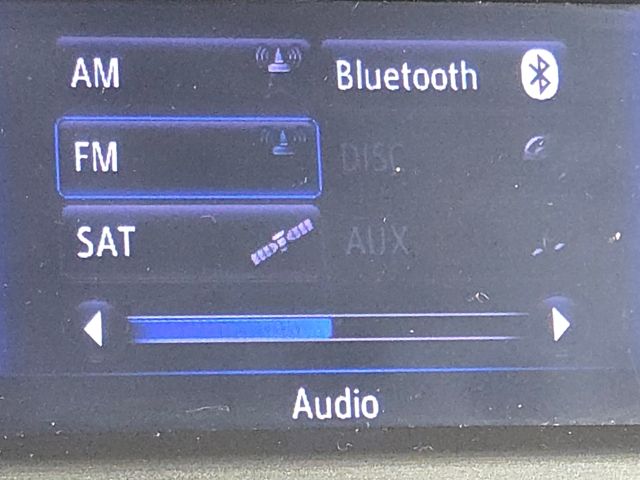 AM
Bluetooth
FM
DISC
SAT
AUX
Audio